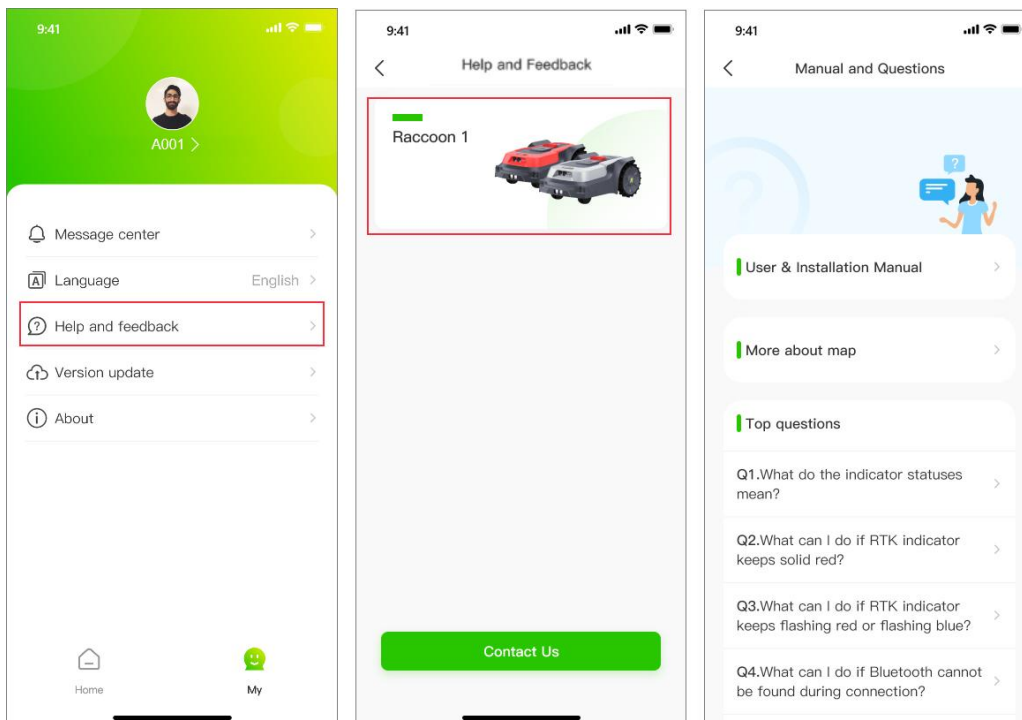 9:41
A001 >
Message center
Language English
Help and feedback
Version update
About
Home
My
9:41
Help and Feedback
Raccoon 1
Contact Us
9:41
Manual and Questions
User & Installation Manual
More about map
Top questions
Q1.What do the indicator statuses
mean?
Q2.What can I do if RTK indicator
keeps solid red?
Q3.What can I do if RTK indicator
keeps flashing red or flashing blue?
Q4.What can I do if Bluetooth cannot
be found during connection?